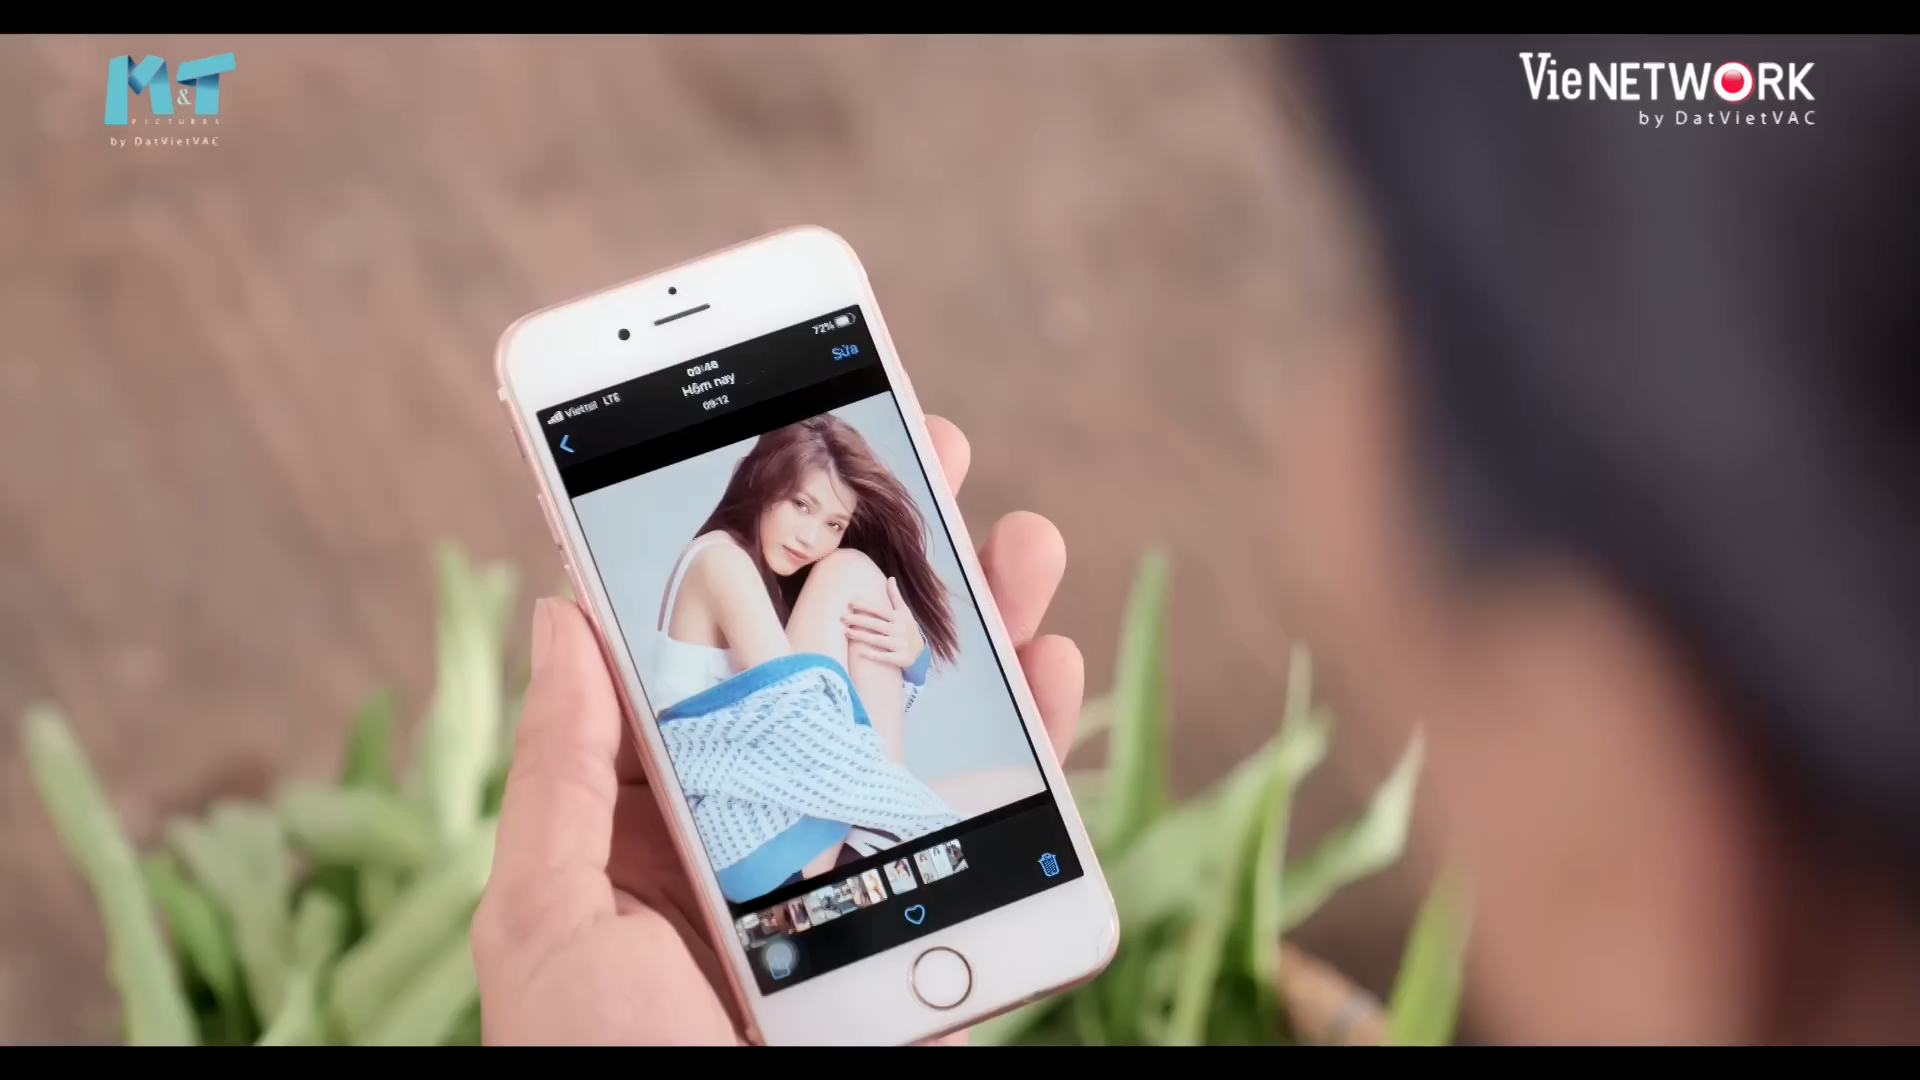 M&T
PICTURES
by DatVietVAC
VieNETWORK
by DatVietVAC
72%
Viettel LTE
09:46
Sửa
Hôm nay
09:12